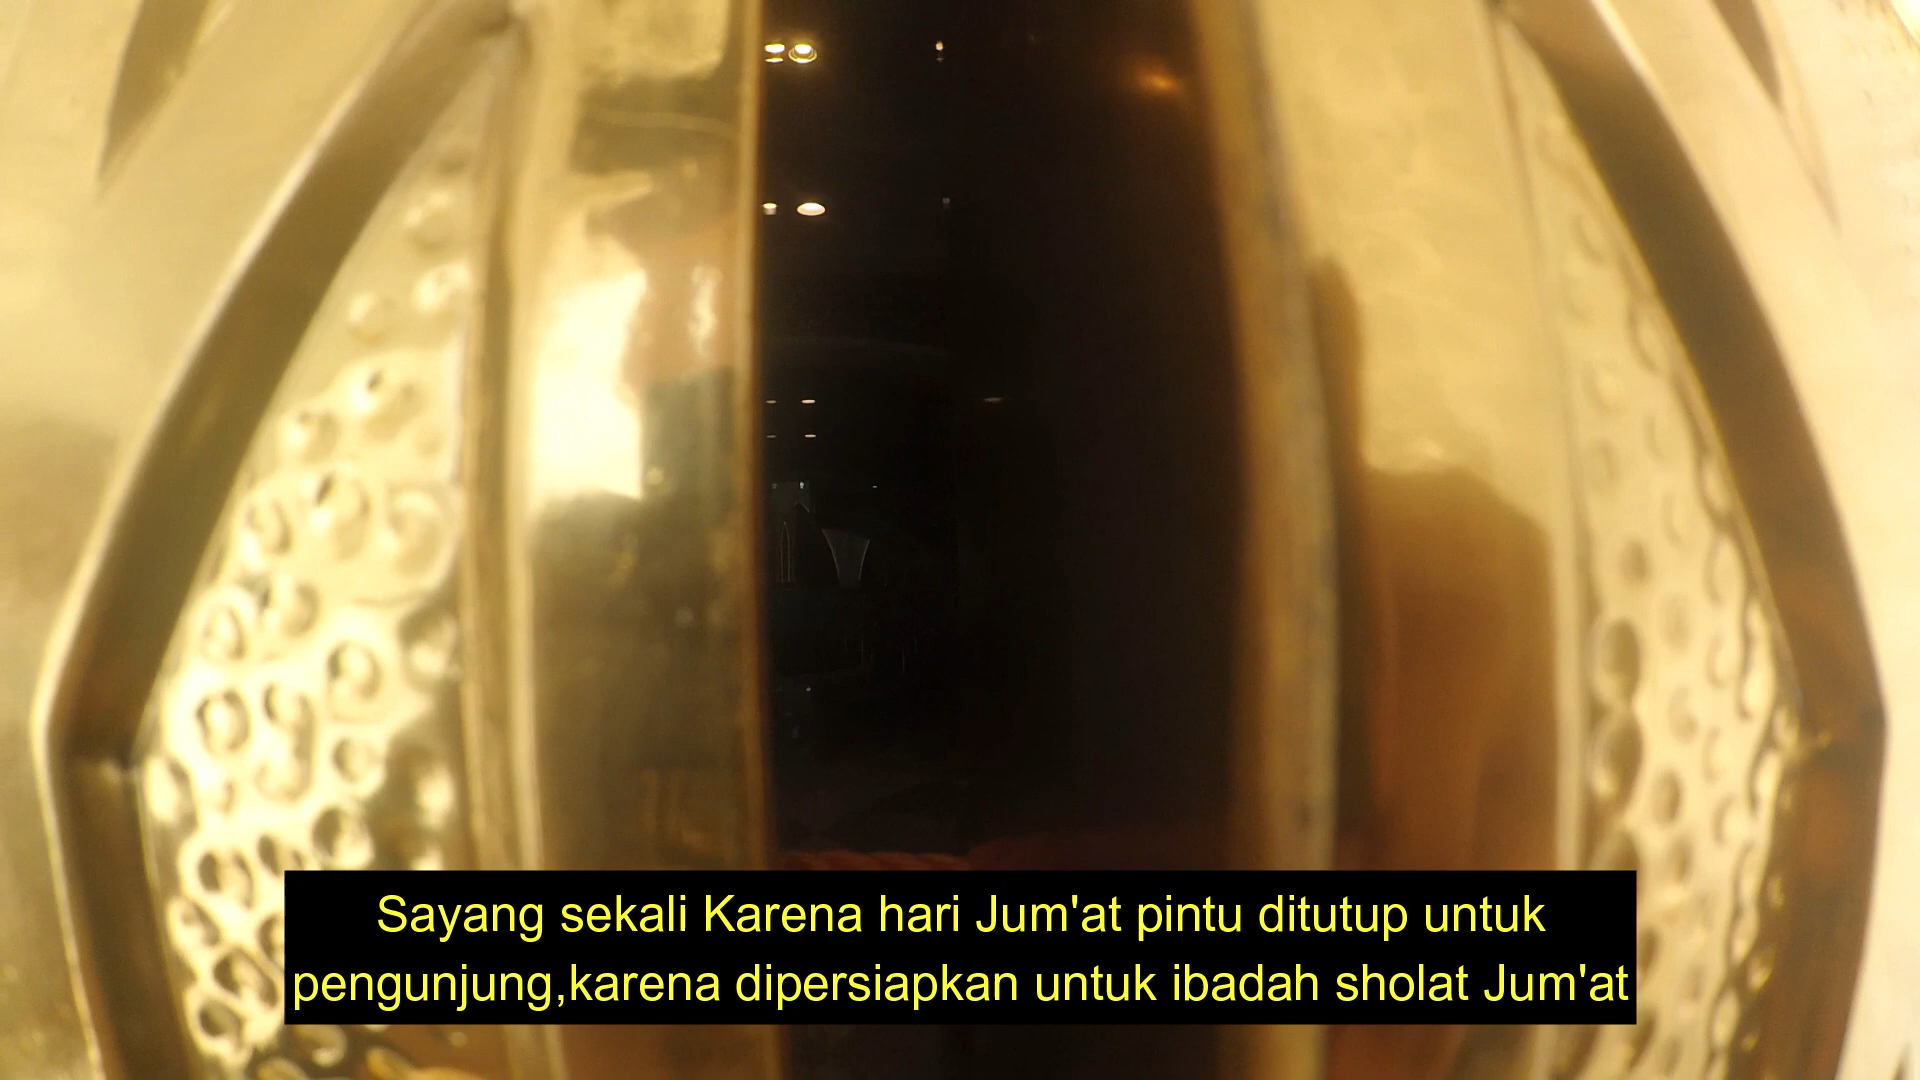 Sayang sekali Karena hari Jum'at pintu ditutup untuk
pengunjung,karena dipersiapkan untuk ibadah sholat Jum'at